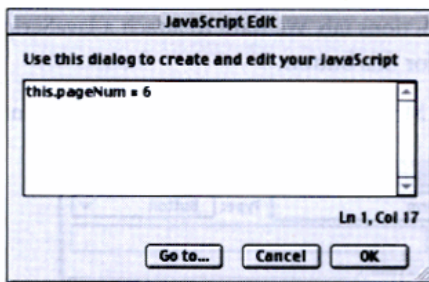 JavaScript Edit
Use this dialog to create and edit your JavaScript
this.pageNum = 6
Ln 1, Col 17
Go to... Cancel OK